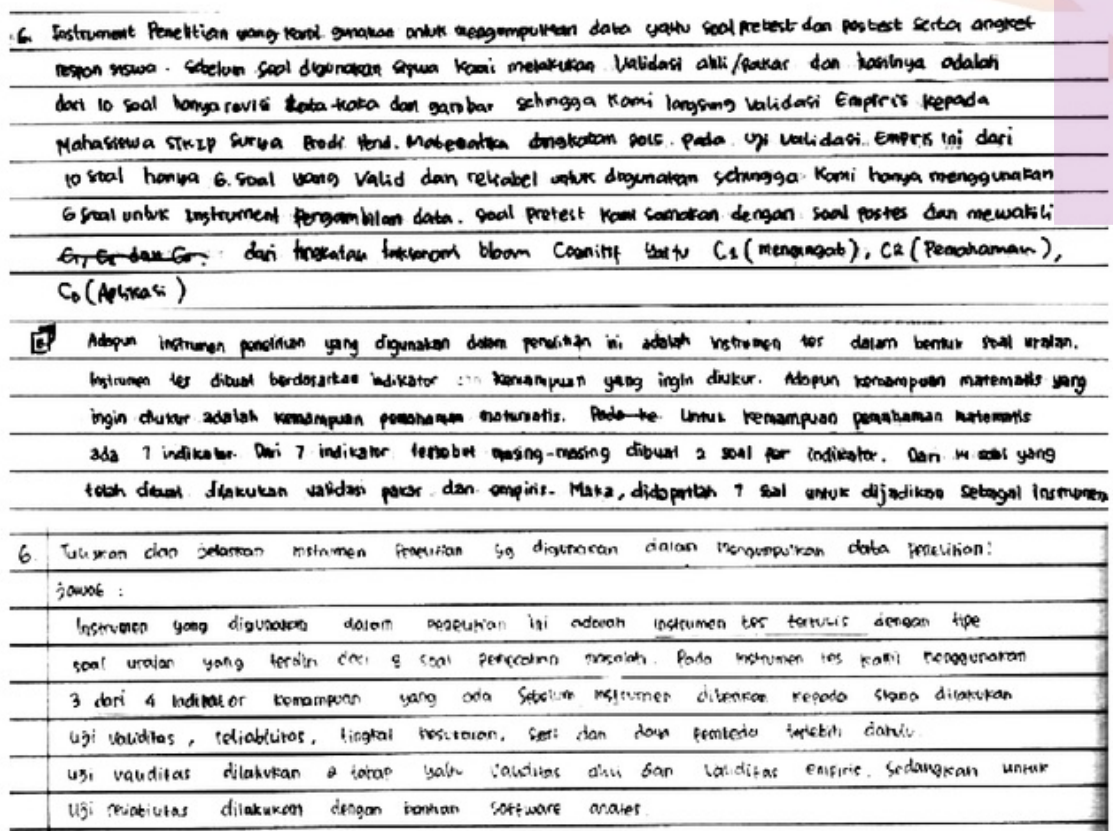 6. Instrument Penelitian yang kami gunakan untuk mengumpulkan data yaitu soal pretest dan postest serta angket
respon siswa. Sebelum soal digunakan siswa kami melakukan validasi ahli/pakar dan hasilnya adalah
dari 10 soal hanya revisi kata-kata dan gambar sehingga kami langsung validasi Empiris kepada
Mahasiswa STKIP Surya Prodi Pend. Matematika angkatan 2015. Pada uji validasi Empiris ini dari
10 soal hanya 6 soal yang valid dan reliabel untuk digunakan sehingga kami hanya menggunakan
6 soal untuk instrument Pengambilan data. Soal pretest kami samakan dengan soal postes dan mewakili
dari tingkatan taksonomi bloom Cognitif yaitu C1 (mengingat), C2 (Pemahaman),
C3 (Aplikasi)
Adapun instrumen penelitian yang digunakan dalam penelitian ini adalah instrumen tes dalam bentuk soal uraian.
Instrumen tes dibuat berdasarkan indikator kemampuan yang ingin diukur. Adapun kemampuan matematis yang
ingin diukur adalah kemampuan pemahaman matematis. Pada ke Untuk kemampuan pemahaman matematis
ada 7 indikator. Dari 7 indikator tersebut masing-masing dibuat 2 soal per indikator. Dari 14 soal yang
telah dibuat dilakukan validasi pakar dan empiris. Maka, didapatlah 7 soal untuk dijadikan sebagai instrumen
6. Tuliskan dan jelaskan instrumen Penelitian yg digunakan dalam mengumpulkan data penelitian!
jawab :
Instrumen yang digunakan dalam penelitian ini adalah instrumen tes tertulis dengan tipe
soal uraian yang terdiri dari 8 soal pemecahan masalah. Pada instrumen tes kami menggunakan
3 dari 4 indikator kemampuan yang ada Sebelum instrumen diberikan kepada siswa dilakukan
uji validitas, reliabilitas, tingkat kesukaran, dan daya pembeda terlebih dahulu.
uji validitas dilakukan 2 tahap yaitu validitas ahli dan validitas empiris. Sedangkan untuk
uji reliabilitas dilakukan dengan bantuan software anates.